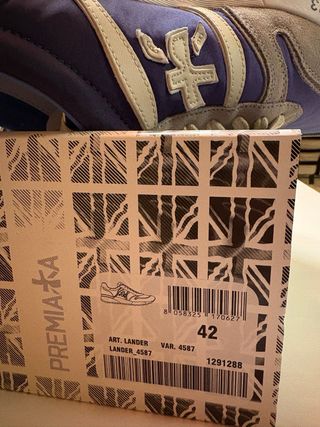 PREMIATA
8 058325 170627
42
ART. LANDER VAR. 4587
LANDER_4587
1291288